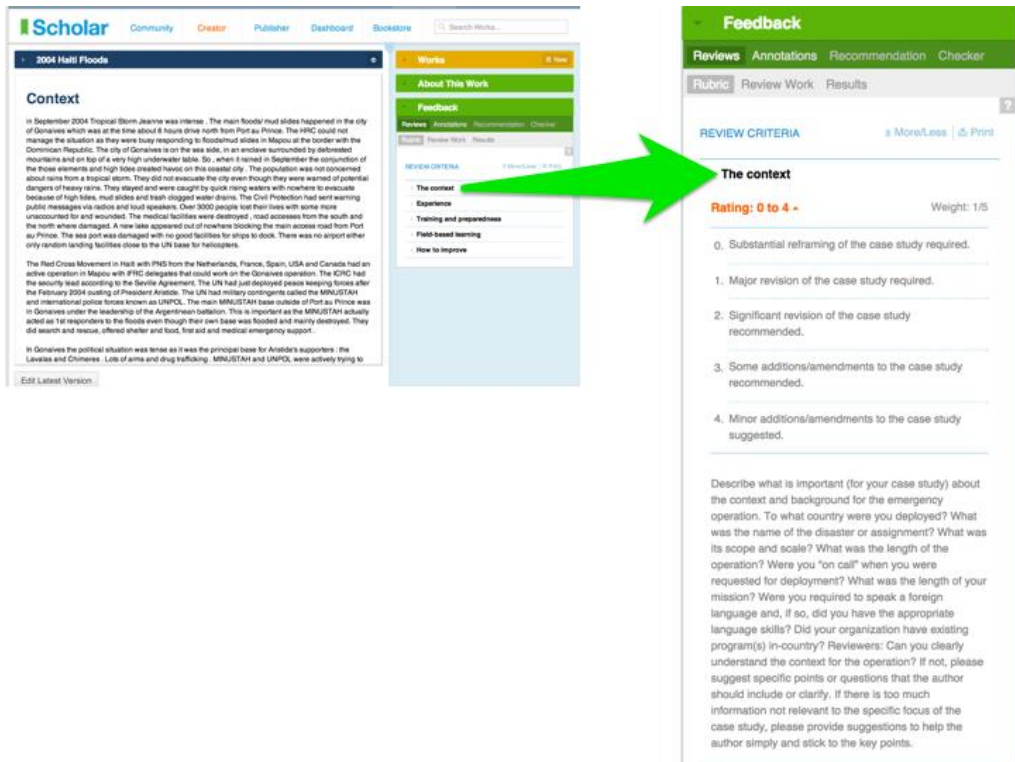 Scholar
Community Creator Publisher Dashboard Bookstore Search Works...
2004 Haiti Floods
Context
In September 2004 Tropical Storm Jeanne was intense . The main floods/ mud slides happened in the city
of Gonaives which was at the time about 6 hours drive north from Port au Prince. The HRC could not
manage the situation as they were busy responding to floods/mud slides in Mapou at the border with the
Dominican Republic. The city of Gonaives is on the sea side, in an enclave surrounded by deforested
mountains and on top of a very high underwater table. So , when it rained in September the conjunction of
the those elements and high tides created havoc on this coastal city . The population was not concerned
about rains from a tropical storm. They did not evacuate the city even though they were warned of potential
dangers of heavy rains. They stayed and were caught by quick rising waters with nowhere to evacuate
because of high tides, mud slides and trash clogged water drains. The Civil Protection had sent warning
public messages via radios and loud speakers. Over 3000 people lost their lives with some more
unaccounted for and wounded. The medical facilities were destroyed , road accesses from the south and
the north where damaged. A new lake appeared out of nowhere blocking the main access road from Port
au Prince. The sea port was damaged with no good facilities for ships to dock. There was no airport either
only random landing facilities close to the UN base for helicopters.
The Red Cross Movement in Haiti with PNS from the Netherlands, France, Spain, USA and Canada had an
active operation in Mapou with IFRC delegates that could work on the Gonaives operation. The ICRC had
the security lead according to the Seville Agreement. The UN had just deployed peace keeping forces after
the February 2004 ousting of President Aristide. The UN had military contingents called the MINUSTAH
and international police forces known as UNPOL. The main MINUSTAH base outside of Port au Prince was
in Gonaives under the leadership of the Argentinean battalion. This is important as the MINUSTAH actually
acted as 1st responders to the floods even though their own base was flooded and mainly destroyed. They
did search and rescue, offered shelter and food, first aid and medical emergency support .
In Gonaives the political situation was tense as it was the principal base for Aristide's supporters : the
Lavalas and Chimeres . Lots of arms and drug trafficking . MINUSTAH and UNPOL were actively trying to
Edit Latest Version
Works New
About This Work
Feedback
Reviews Annotations Recommendation Checker
Rubric Review Work Results
?
REVIEW CRITERIA ± More/Less Print
The context
Experience
Training and preparedness
Field-based learning
How to improve
Feedback
Reviews Annotations Recommendation Checker
Rubric Review Work Results
?
REVIEW CRITERIA ± More/Less Print
The context
Rating: 0 to 4 Weight: 1/5
0. Substantial reframing of the case study required.
1. Major revision of the case study required.
2. Significant revision of the case study
recommended.
3. Some additions/amendments to the case study
recommended.
4. Minor additions/amendments to the case study
suggested.
Describe what is important (for your case study) about
the context and background for the emergency
operation. To what country were you deployed? What
was the name of the disaster or assignment? What was
its scope and scale? What was the length of the
operation? Were you "on call" when you were
requested for deployment? What was the length of your
mission? Were you required to speak a foreign
language and, if so, did you have the appropriate
language skills? Did your organization have existing
program(s) in-country? Reviewers: Can you clearly
understand the context for the operation? If not, please
suggest specific points or questions that the author
should include or clarify. If there is too much
information not relevant to the specific focus of the
case study, please provide suggestions to help the
author simply and stick to the key points.